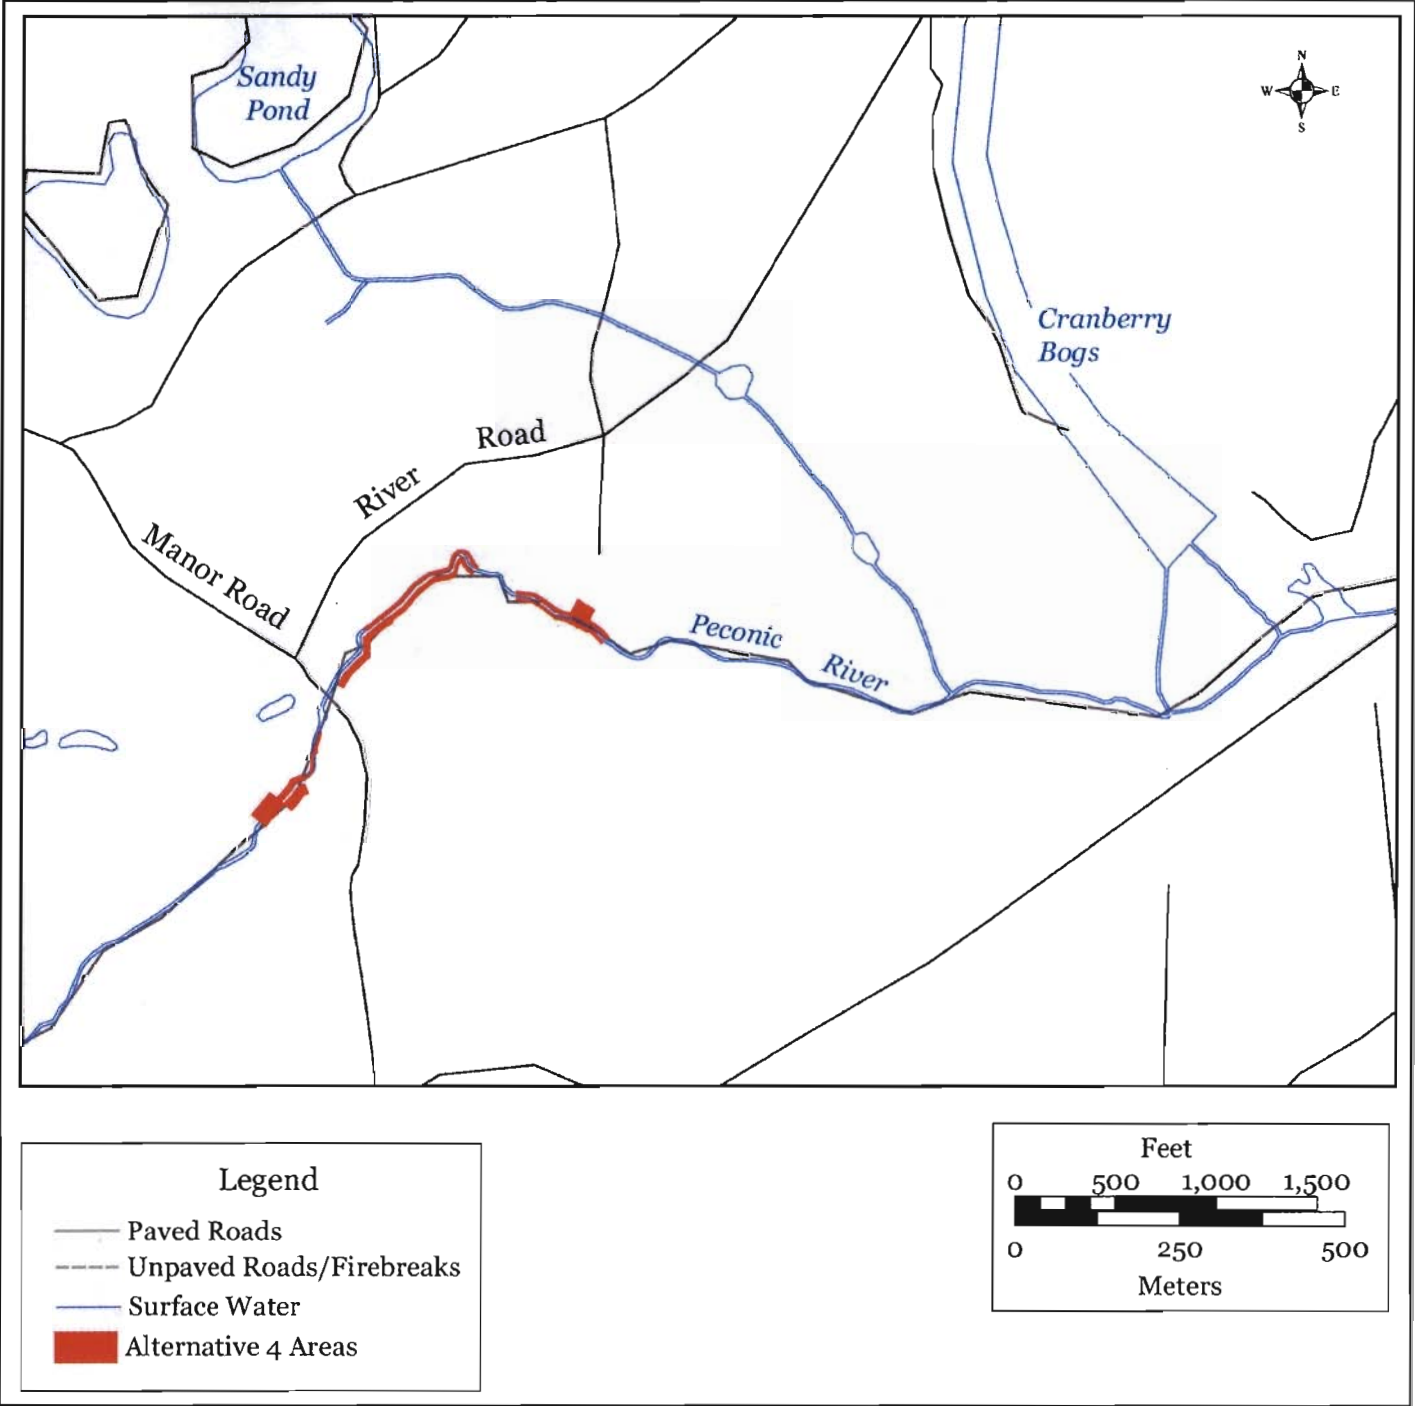 N
W E
S
Sandy
Pond
Cranberry
Bogs
Road
River
Manor Road
Peconic
River
Legend
Paved Roads
Unpaved Roads/Firebreaks
Surface Water
Alternative 4 Areas
Feet
0 500 1,000 1,500
0 250 500
Meters